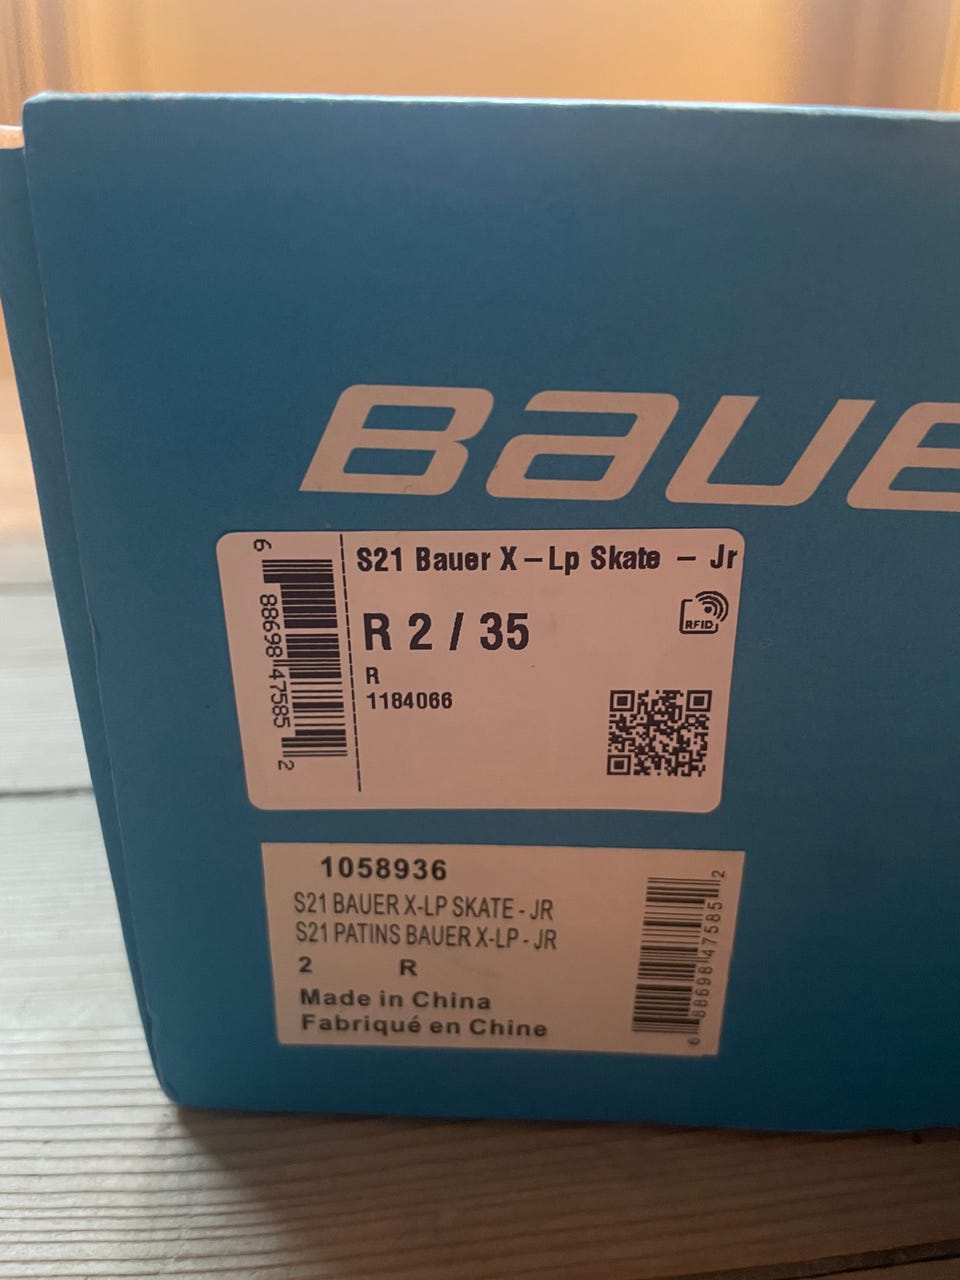 BAUE
S21 Bauer X-Lp Skate - Jr
R 2 / 35
RFID
R
1184066
6 88698 47585 2
1058936
S21 BAUER X-LP SKATE - JR
S21 PATINS BAUER X-LP - JR
2 R
Made in China
Fabriqué en Chine
6 88698 47585 2